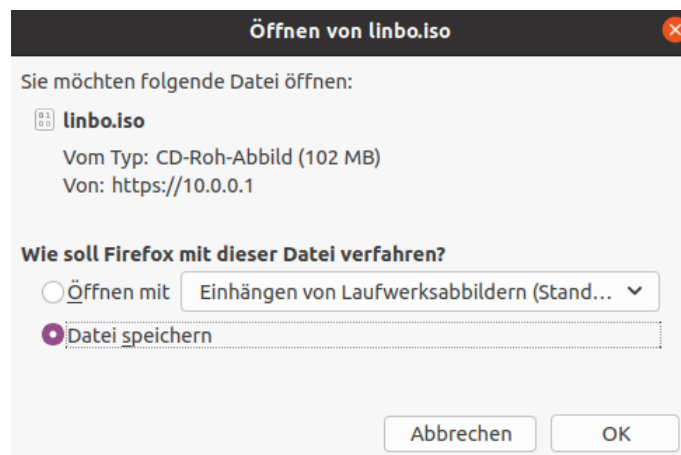 Öffnen von linbo.iso
Sie möchten folgende Datei öffnen:
linbo.iso
Vom Typ: CD-Roh-Abbild (102 MB)
Von: https://10.0.0.1
Wie soll Firefox mit dieser Datei verfahren?
Öffnen mit Einhängen von Laufwerksabbildern (Stand...
Datei speichern
Abbrechen OK